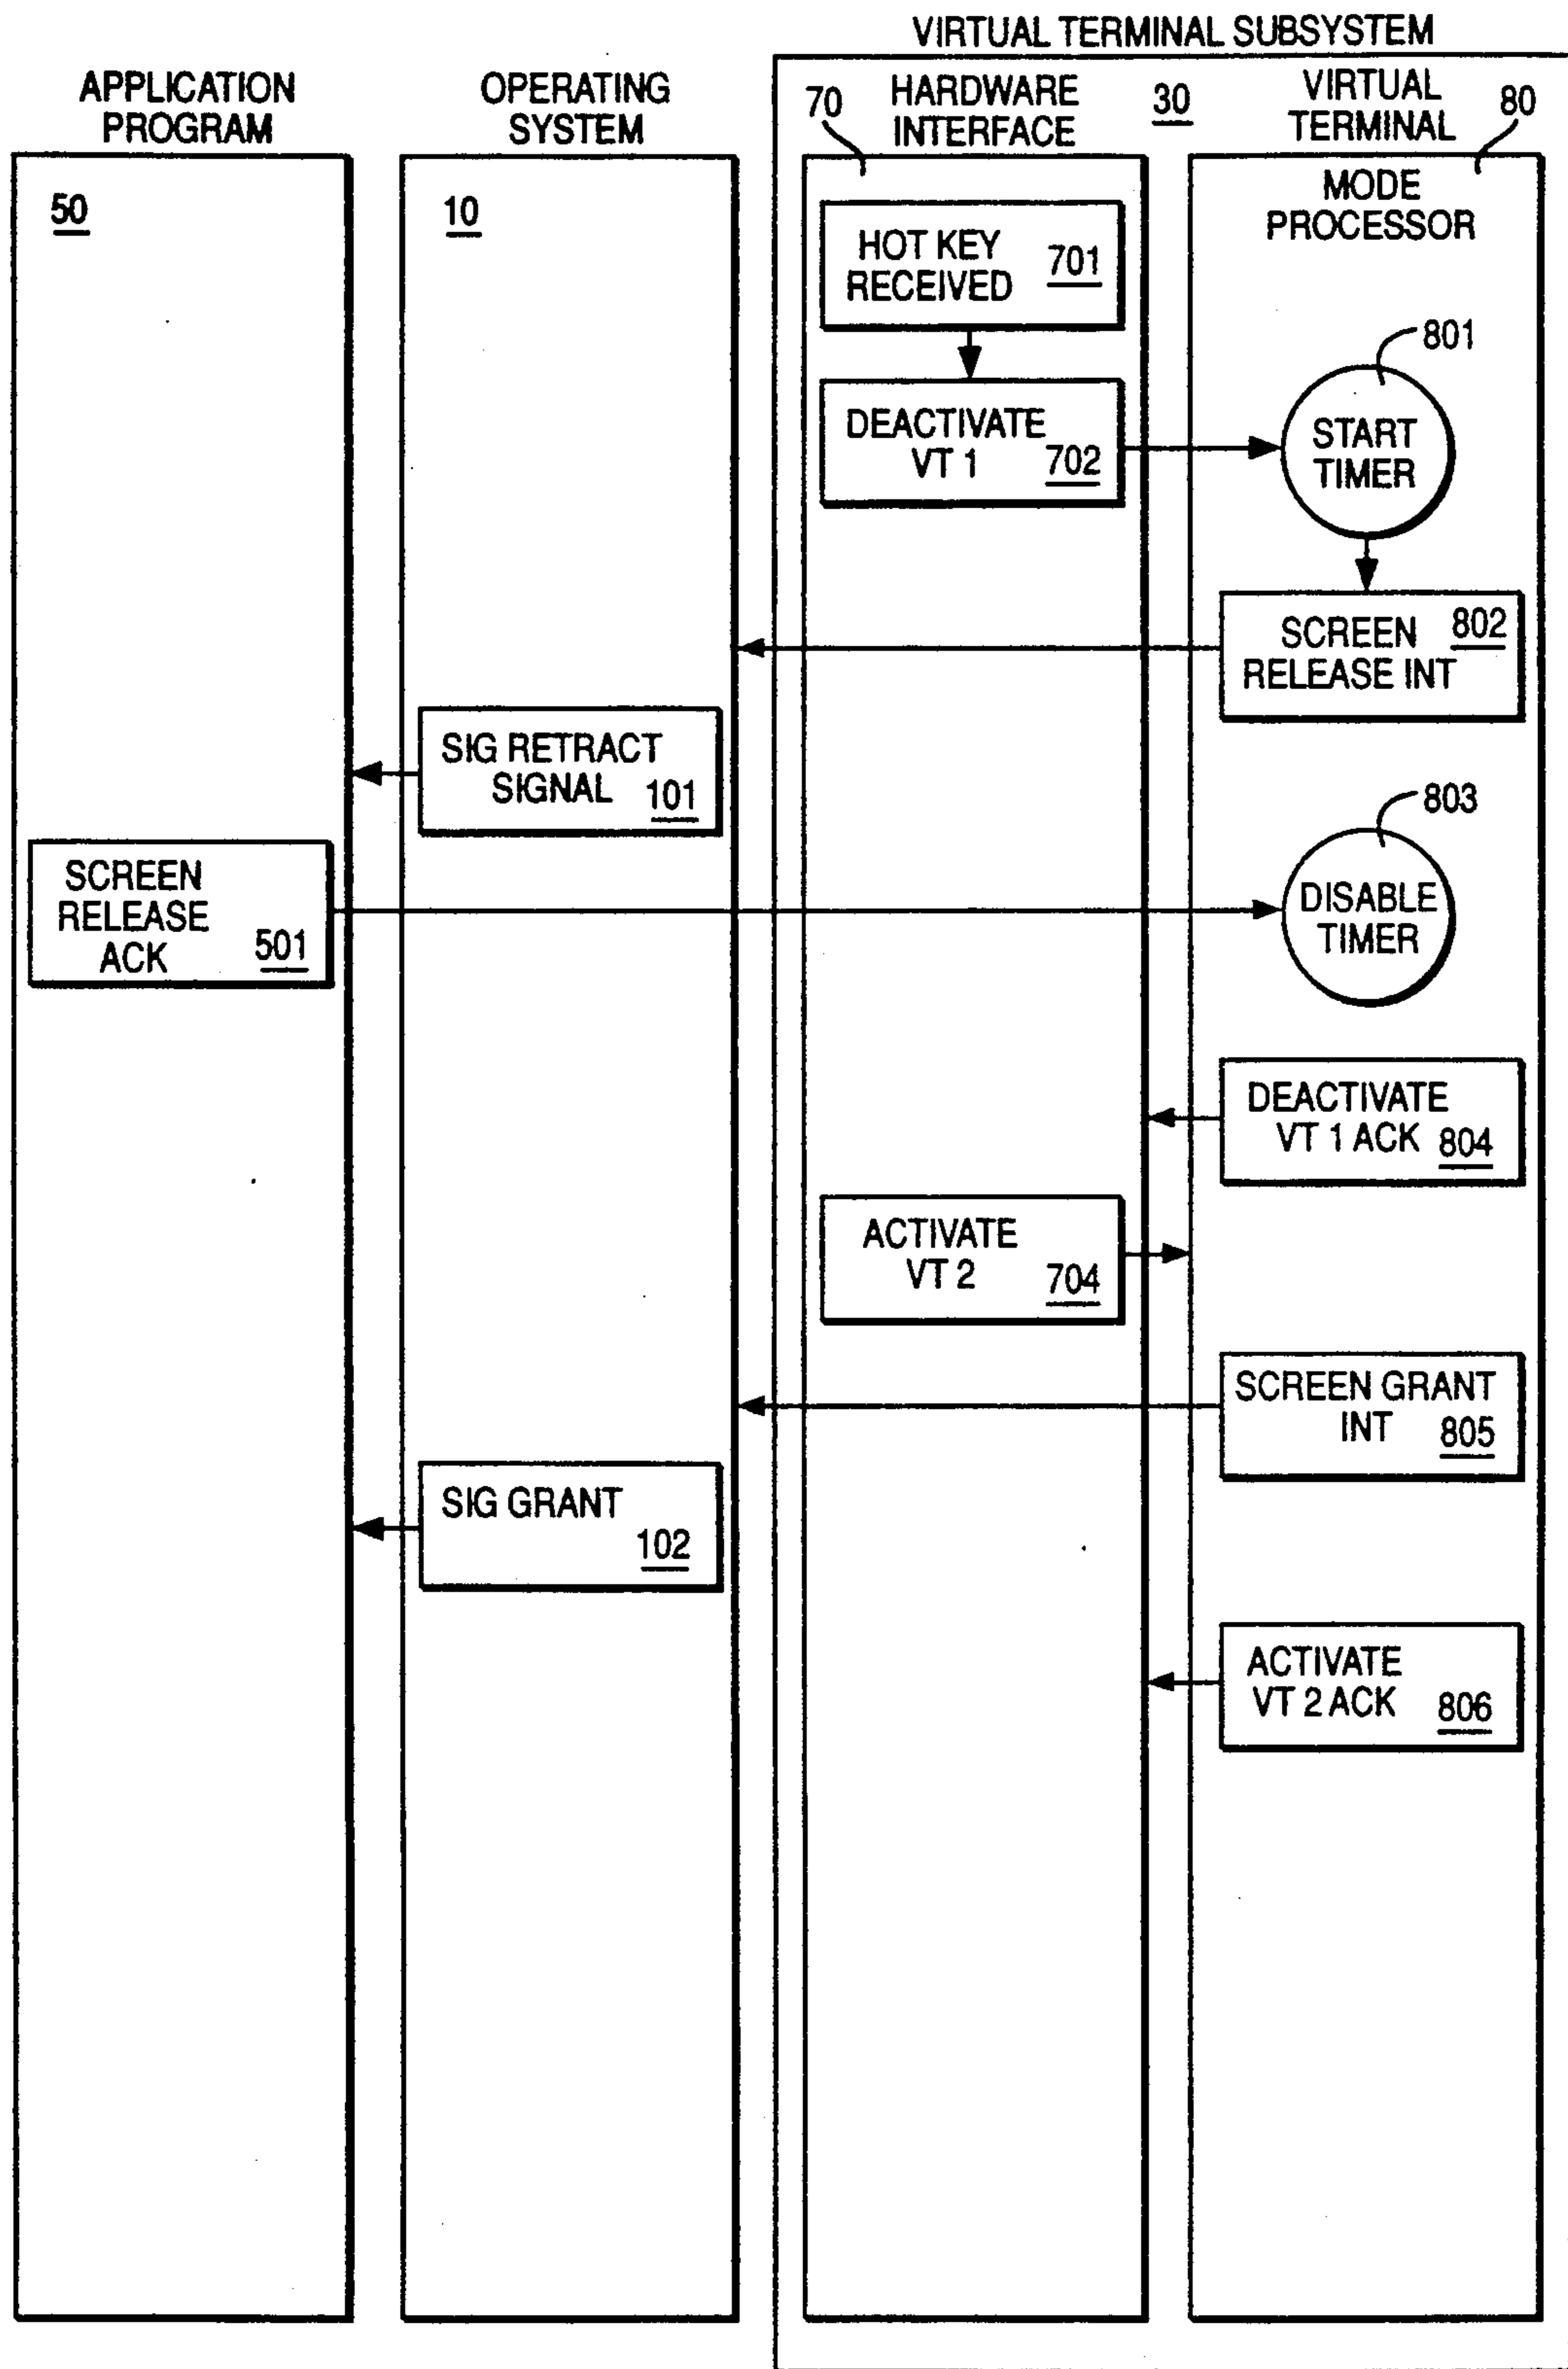 VIRTUAL TERMINAL SUBSYSTEM
APPLICATION
PROGRAM
OPERATING
SYSTEM
70
HARDWARE
INTERFACE
30
VIRTUAL
TERMINAL
80
50
10
MODE
PROCESSOR
HOT KEY
RECEIVED 701
801
DEACTIVATE
VT 1 702
START
TIMER
SCREEN 802
RELEASE INT
SIG RETRACT
SIGNAL 101
803
SCREEN
RELEASE
ACK 501
DISABLE
TIMER
DEACTIVATE
VT 1 ACK 804
ACTIVATE
VT 2 704
SCREEN GRANT
INT 805
SIG GRANT
102
ACTIVATE
VT 2 ACK 806